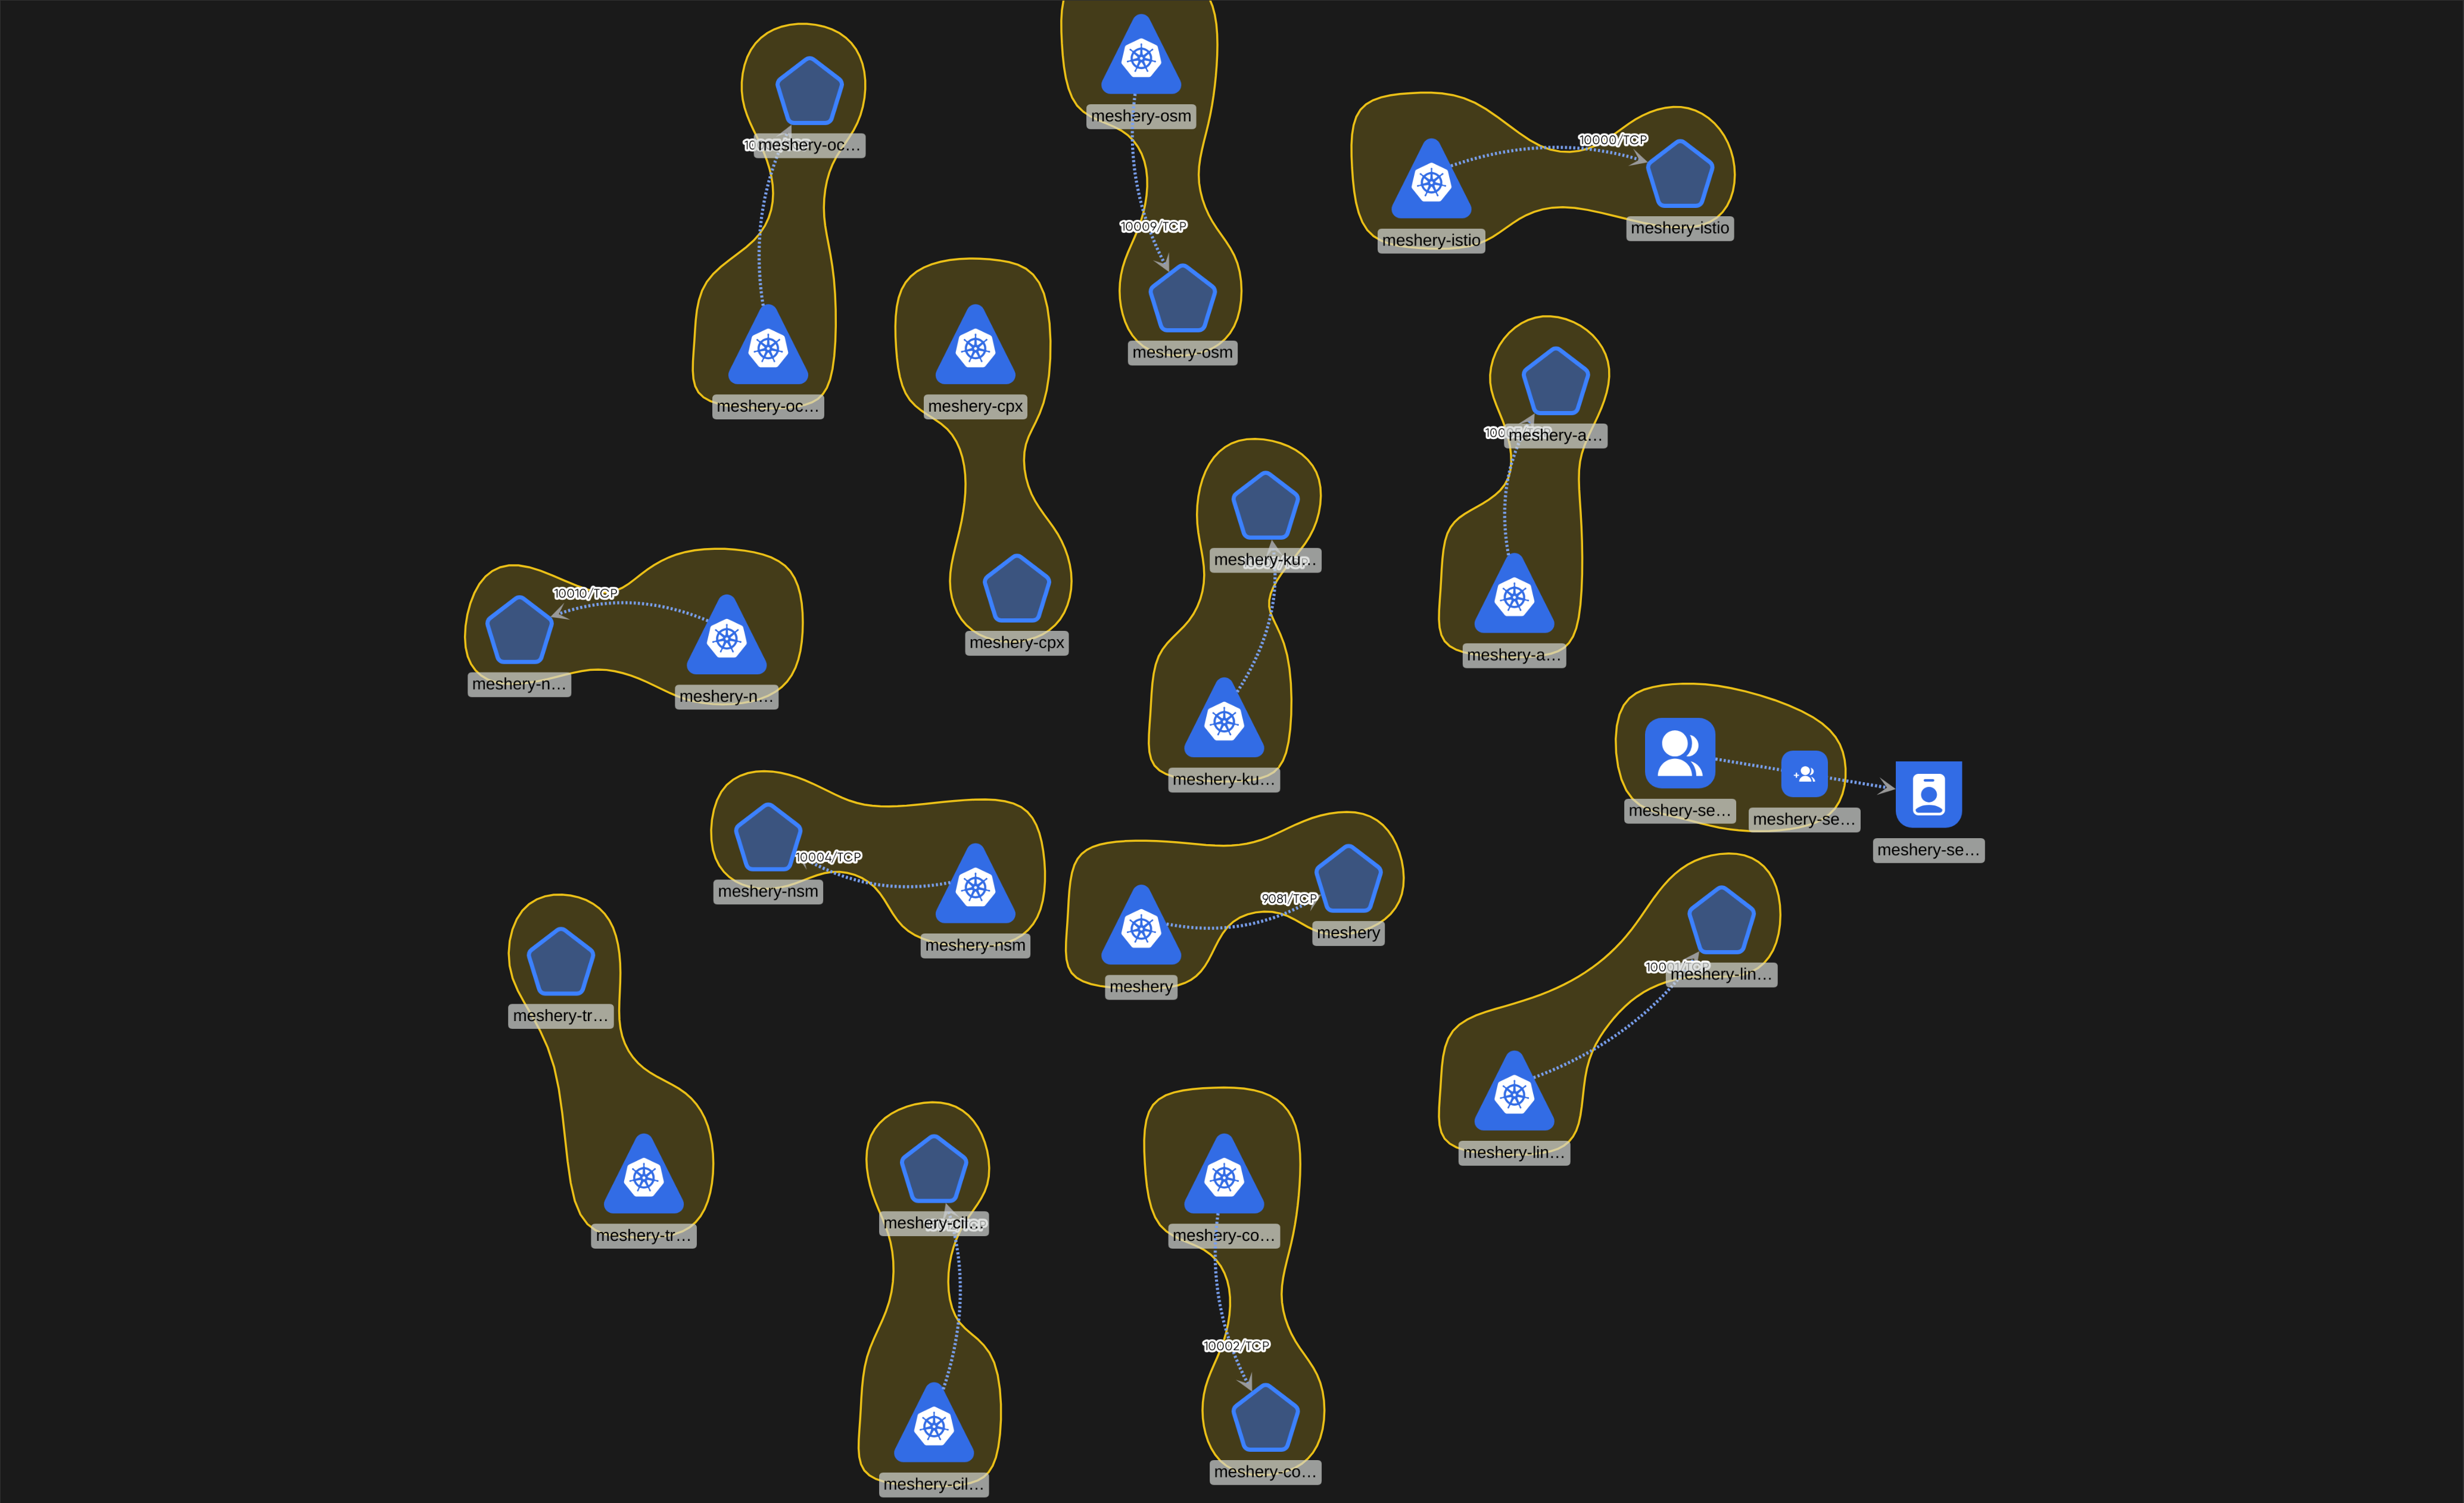 meshery-osm
meshery-oc…
10000/TCP
meshery-istio
meshery-istio
10009/TCP
meshery-osm
meshery-oc…
meshery-cpx
meshery-a…
meshery-ku…
10010/TCP
meshery-cpx
meshery-a…
meshery-n…
meshery-n…
meshery-ku…
meshery-se…
meshery-se…
meshery-se…
10004/TCP
meshery-nsm
9081/TCP
meshery
meshery-nsm
meshery-lin…
meshery
meshery-tr…
meshery-lin…
meshery-cil…
meshery-tr…
meshery-co…
10002/TCP
meshery-co…
meshery-cil…